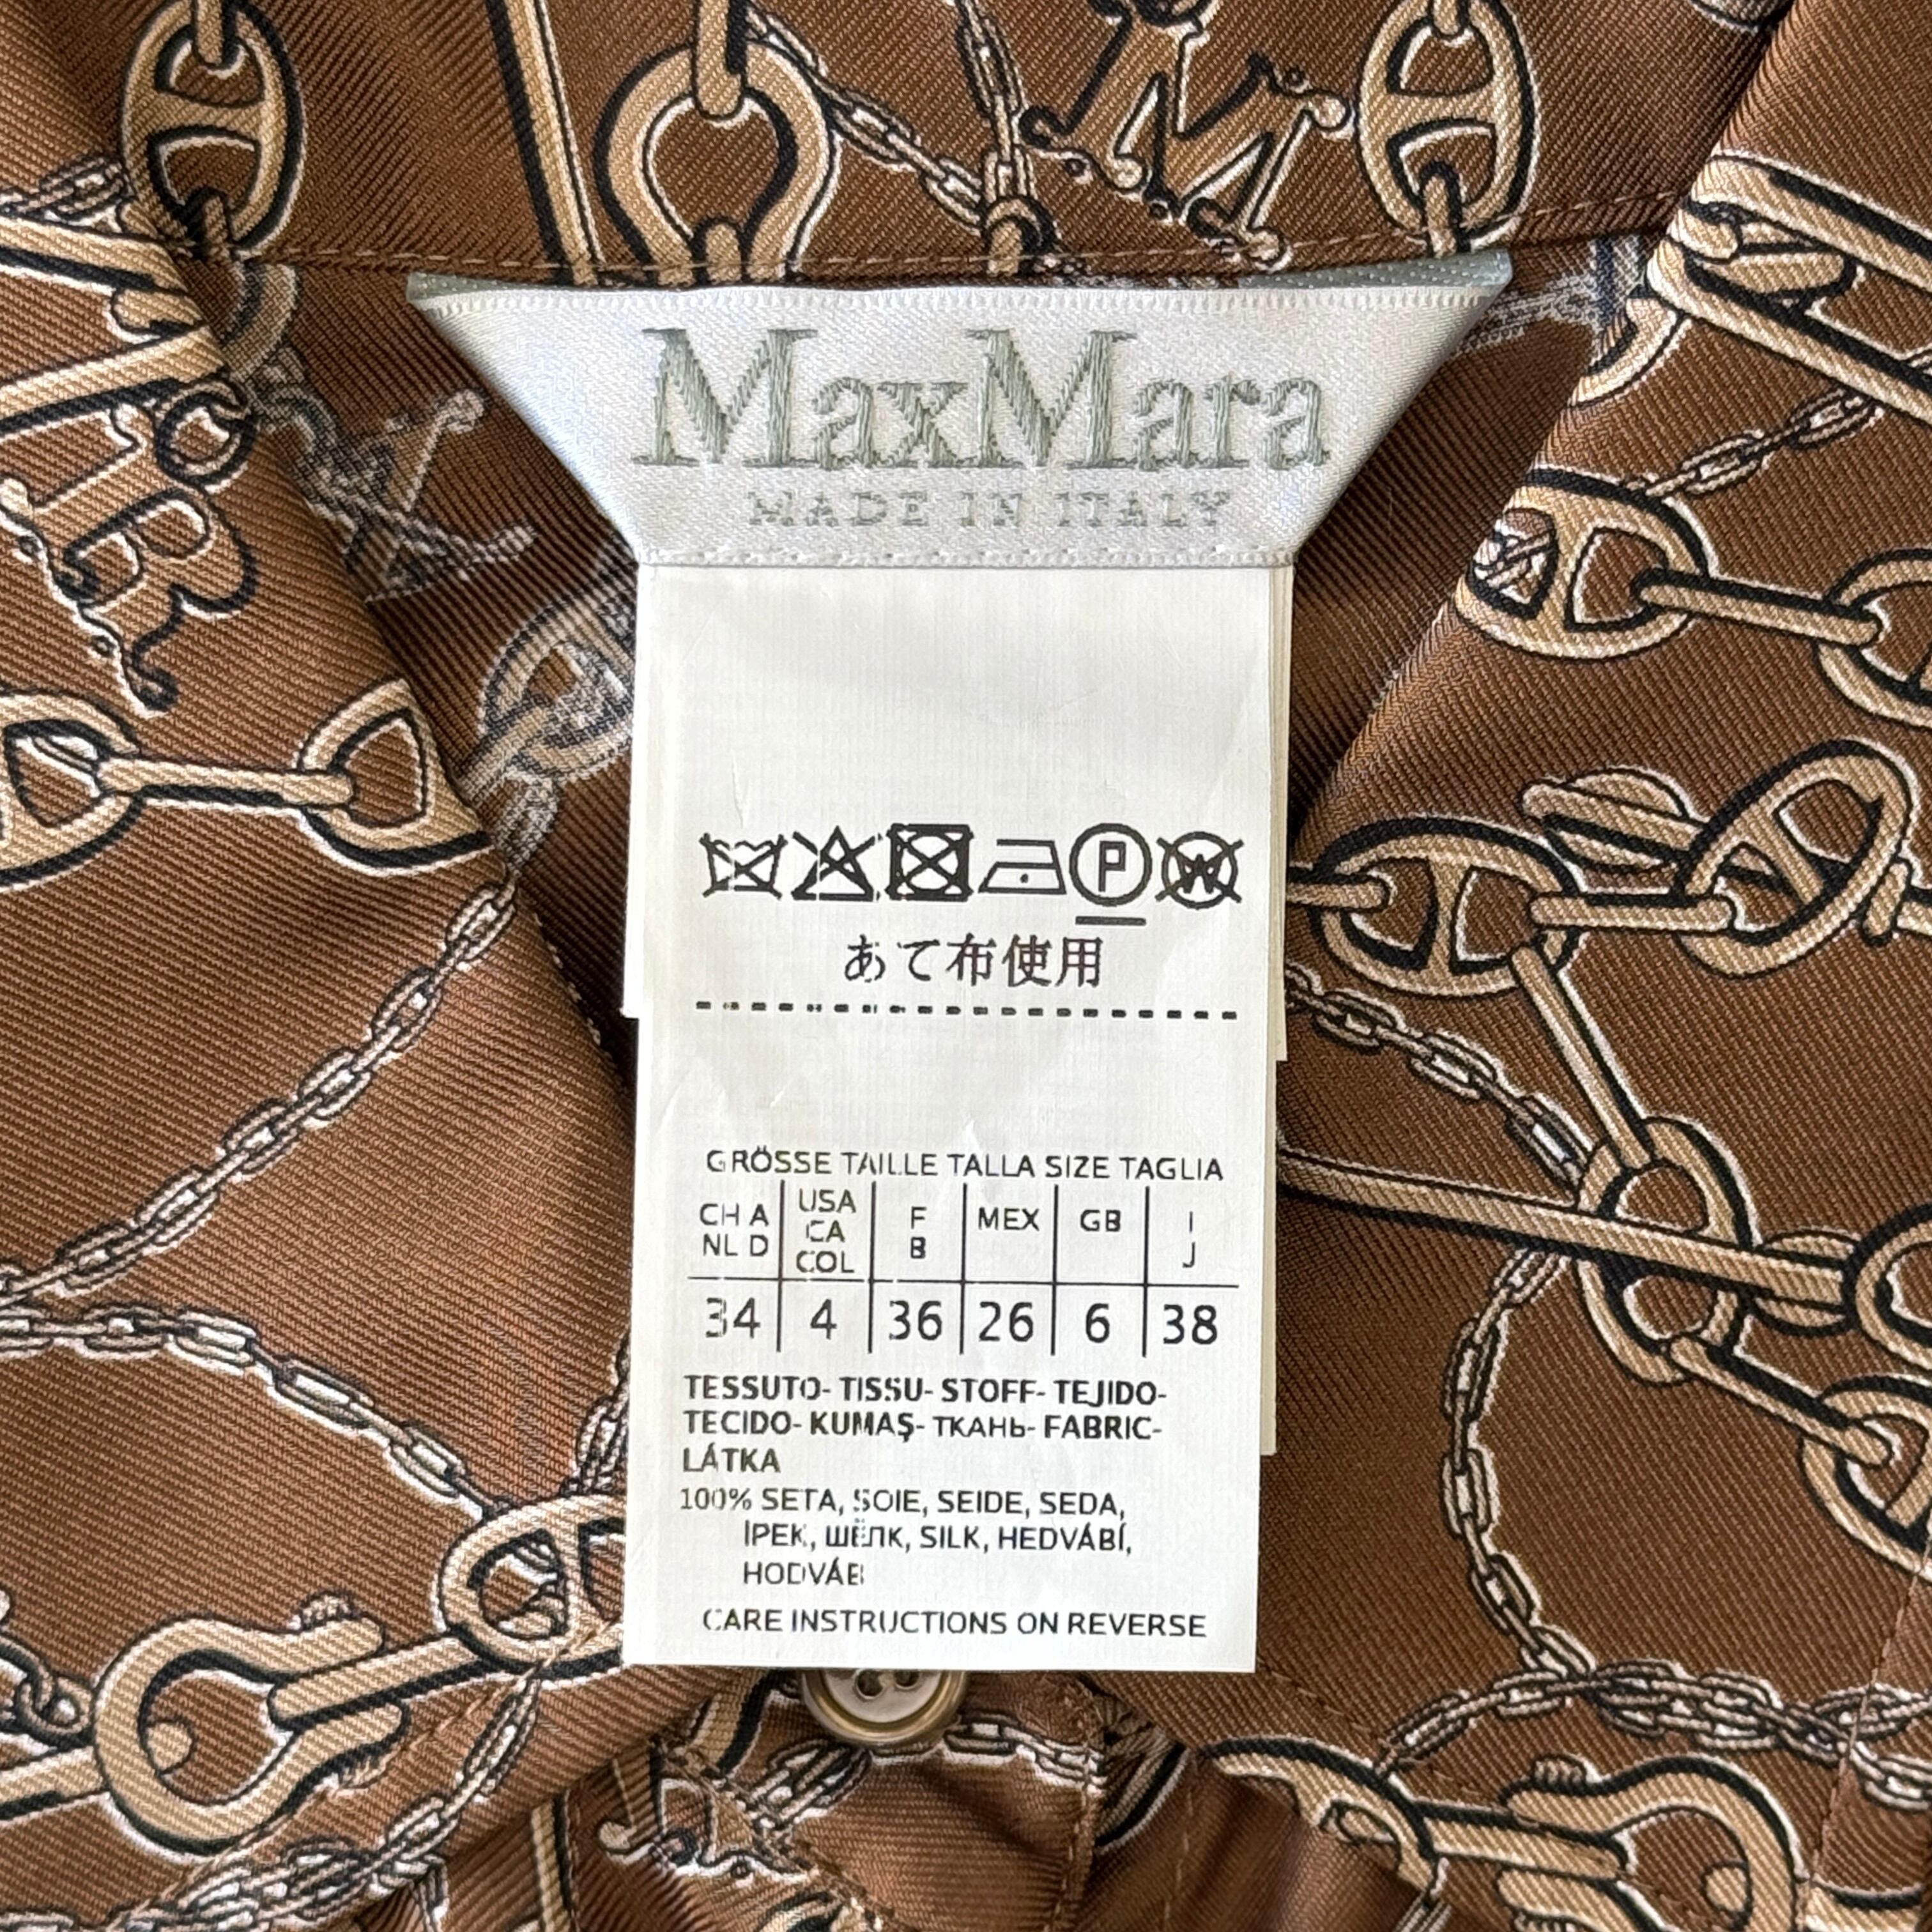 MaxMara
MADE IN ITALY
P W
あて布使用
GRÖSSE TAILLE TALLA SIZE TAGLIA
CH A NL D | USA CA COL | F B | MEX | GB | I J
34 | 4 | 36 | 26 | 6 | 38
TESSUTO- TISSU- STOFF- TEJIDO-
TECIDO- KUMAŞ- ТКАНЬ- FABRIC-
LÁTKA
100% SETA, SOIE, SEIDE, SEDA,
İPEK, ШЁЛК, SILK, HEDVÁBÍ,
HODVÁB
CARE INSTRUCTIONS ON REVERSE